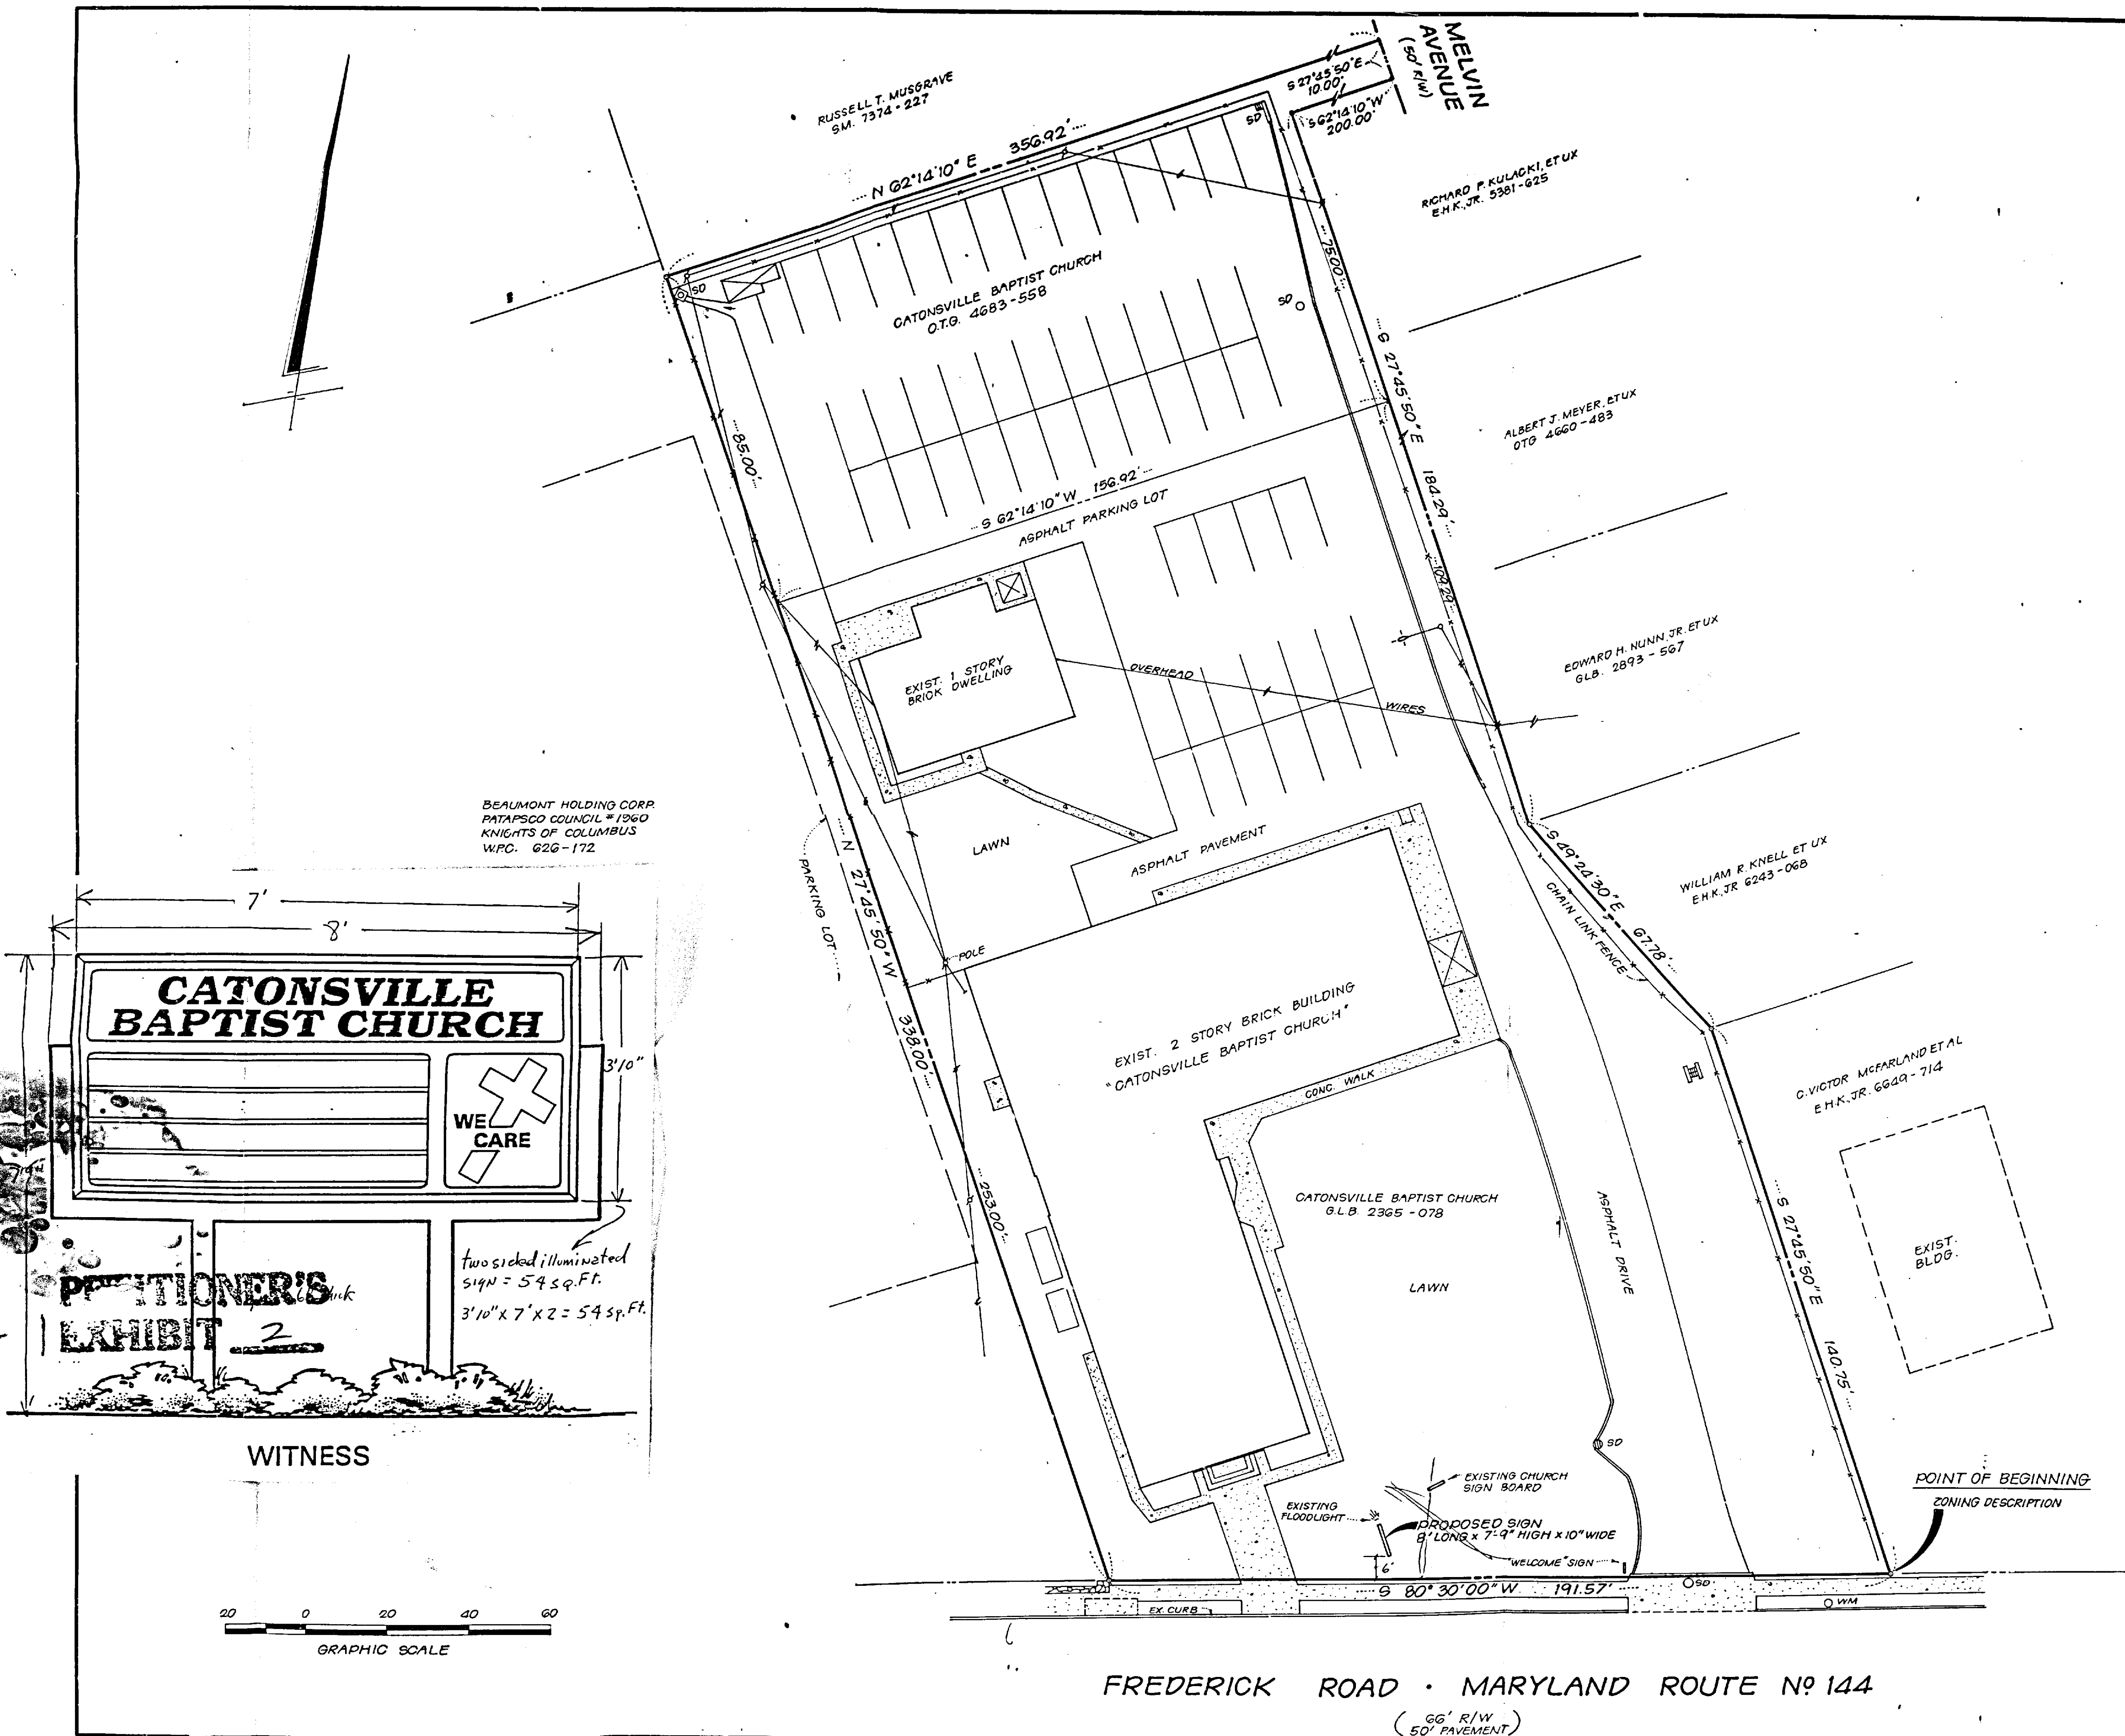 MELVIN
AVENUE
(50' R/W)
S 27°45'50"E
10.00'
S 62°14'10"W
200.00'
RUSSELL T. MUSGRAVE
SM. 7374-227
N 62°14'10" E 356.92'
SD
SD
RICHARD P. KULACKI, ET UX
E.H.K., JR. 5381-625
75.00'
CATONSVILLE BAPTIST CHURCH
O.T.G. 4683-558
SD
S 27°45'50"E 184.29'
ALBERT J. MEYER, ET UX
OTG 4660-483
85.00'
S 62°14'10"W 156.92'
ASPHALT PARKING LOT
109.29'
EXIST. 1 STORY
BRICK DWELLING
OVERHEAD
WIRES
EDWARD H. NUNN, JR. ET UX
GLB. 2893-567
BEAUMONT HOLDING CORP.
PATAPSCO COUNCIL #1960
KNIGHTS OF COLUMBUS
W.P.C. 626-172
PARKING LOT
N 27°45'50"W 338.00'
LAWN
ASPHALT PAVEMENT
S 49°24'30"E 67.78'
CHAIN LINK FENCE
WILLIAM R. KNELL ET UX
E.H.K., JR 6243-068
POLE
EXIST. 2 STORY BRICK BUILDING
"CATONSVILLE BAPTIST CHURCH"
CONC. WALK
C. VICTOR McFARLAND ET AL
E.H.K., JR. 6649-714
7'
8'
CATONSVILLE
BAPTIST CHURCH
3'10"
WE
CARE
two sided illuminated
SIGN = 54 sq. Ft.
3'10" x 7' x 2 = 54 sq. Ft.
PETITIONER'S
EXHIBIT 2
WITNESS
253.00'
CATONSVILLE BAPTIST CHURCH
G.L.B. 2365-078
LAWN
ASPHALT DRIVE
S 27°45'50"E 140.75'
EXIST.
BLDG.
SD
EXISTING CHURCH
SIGN BOARD
EXISTING
FLOODLIGHT
PROPOSED SIGN
8' LONG x 7'-9" HIGH x 10" WIDE
"WELCOME" SIGN
6'
POINT OF BEGINNING
ZONING DESCRIPTION
S 80°30'00"W 191.57'
SD
EX. CURB
WM
20 0 20 40 60
GRAPHIC SCALE
FREDERICK ROAD · MARYLAND ROUTE Nº 144
(66' R/W
50' PAVEMENT)